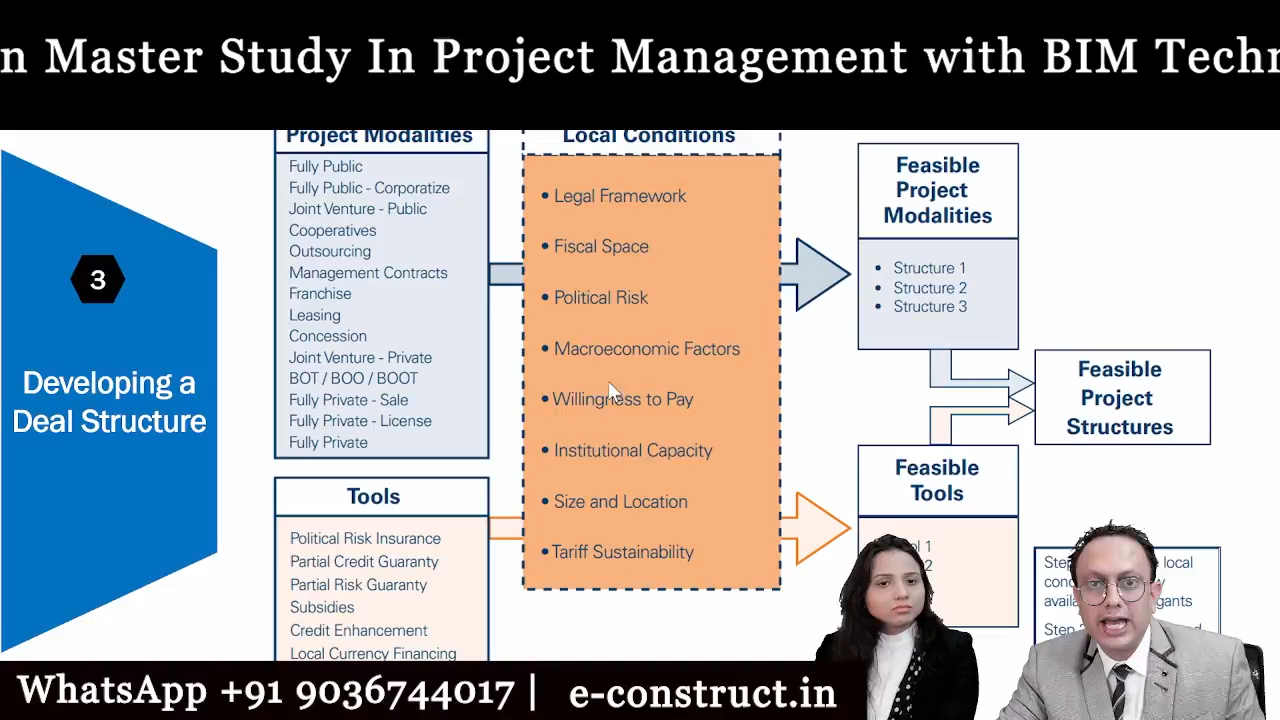 n Master Study In Project Management with BIM Techn
3
Developing a
Deal Structure
Project Modalities
Fully Public
Fully Public - Corporatize
Joint Venture - Public
Cooperatives
Outsourcing
Management Contracts
Franchise
Leasing
Concession
Joint Venture - Private
BOT / BOO / BOOT
Fully Private - Sale
Fully Private - License
Fully Private
Tools
Political Risk Insurance
Partial Credit Guaranty
Partial Risk Guaranty
Subsidies
Credit Enhancement
Local Currency Financing
Local Conditions
• Legal Framework
• Fiscal Space
• Political Risk
• Macroeconomic Factors
• Willingness to Pay
• Institutional Capacity
• Size and Location
• Tariff Sustainability
Feasible
Project
Modalities
• Structure 1
• Structure 2
• Structure 3
Feasible
Tools
1
2
Feasible
Project
Structures
local
Step
WhatsApp +91 9036744017 | e-construct.in